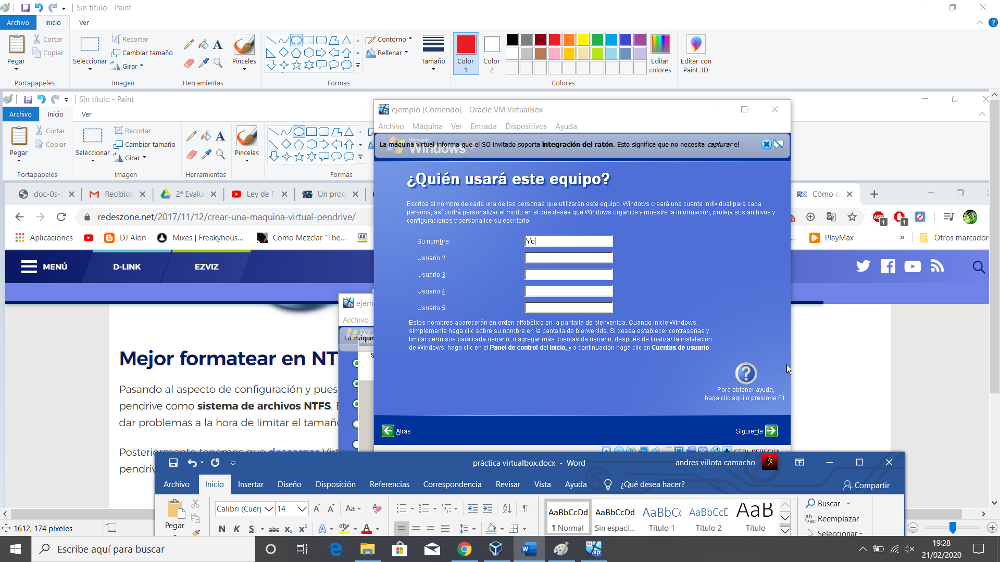 Sin título - Paint
Archivo
Inicio
Ver
Pegar
Cortar
Copiar
Portapapeles
Seleccionar
Recortar
Cambiar tamaño
Girar
Imagen
Herramientas
Pinceles
Formas
Contorno
Rellenar
Tamaño
Color 1
Color 2
Colores
Editar colores
Editar con Paint 3D
Sin título - Paint
Archivo
Inicio
Ver
Pegar
Cortar
Copiar
Portapapeles
Seleccionar
Recortar
Cambiar tamaño
Girar
Imagen
Herramientas
Pinceles
Formas
ejemplo [Corriendo] - Oracle VM VirtualBox
Archivo Máquina Ver Entrada Dispositivos Ayuda
Microsoft
Windows xp
La máquina virtual informa que el SO invitado soporta integración del ratón. Esto significa que no necesita capturar el
¿Quién usará este equipo?
Escriba el nombre de cada una de las personas que utilizarán este equipo. Windows creará una cuenta individual para cada
persona, así podrá personalizar el modo en el que desea que Windows organice y muestre la información, proteja sus archivos y
configuraciones y personalice su escritorio.
Su nombre: Yo
Usuario 2:
Usuario 3:
Usuario 4:
Usuario 5:
Estos nombres aparecerán en orden alfabético en la pantalla de bienvenida. Cuando inicie Windows,
simplemente haga clic sobre su nombre en la pantalla de bienvenida. Si desea establecer contraseñas y
limitar permisos para cada usuario, o agregar más cuentas de usuario, después de finalizar la instalación
de Windows, haga clic en el Panel de control del Inicio, y a continuación haga clic en Cuentas de usuario.
Para obtener ayuda,
haga clic aquí o presione F1.
Atrás
Siguiente
CTRL DERECHA
doc-0s-5
Recibido
2ª Evalu
Ley de F
Un prog
RZ Cómo cr
redeszone.net/2017/11/12/crear-una-maquina-virtual-pendrive/
ABP 1
1
Aplicaciones
DJ Alon
Mixes | Freakyhous...
Como Mezclar "The...
PlayMax
»
Otros marcador
MENÚ
D-LINK
EZVIZ
ejem
Archivo
La máquin
Mejor formatear en NT
Pasando al aspecto de configuración y pues
pendrive como sistema de archivos NTFS. E
dar problemas a la hora de limitar el tamaño
Posteriormente tenemos que descargar Virt
pendriv
práctica virtualbox.docx - Word
andres villota camacho
Archivo Inicio Insertar Diseño Disposición Referencias Correspondencia Revisar Vista Ayuda ¿Qué desea hacer? Compartir
Pegar
Calibri (Cuerp 14
Aa
N K S abc x₂ x²
AaBbCcDd
¶ Normal
AaBbCcDd
Sin espaci...
AaBbCc
Título 1
AaBbCcD
Título 2
AaB
Título
Buscar
Reemplazar
Seleccionar
1612, 174 píxeles
Escribe aquí para buscar
19:28
21/02/2020